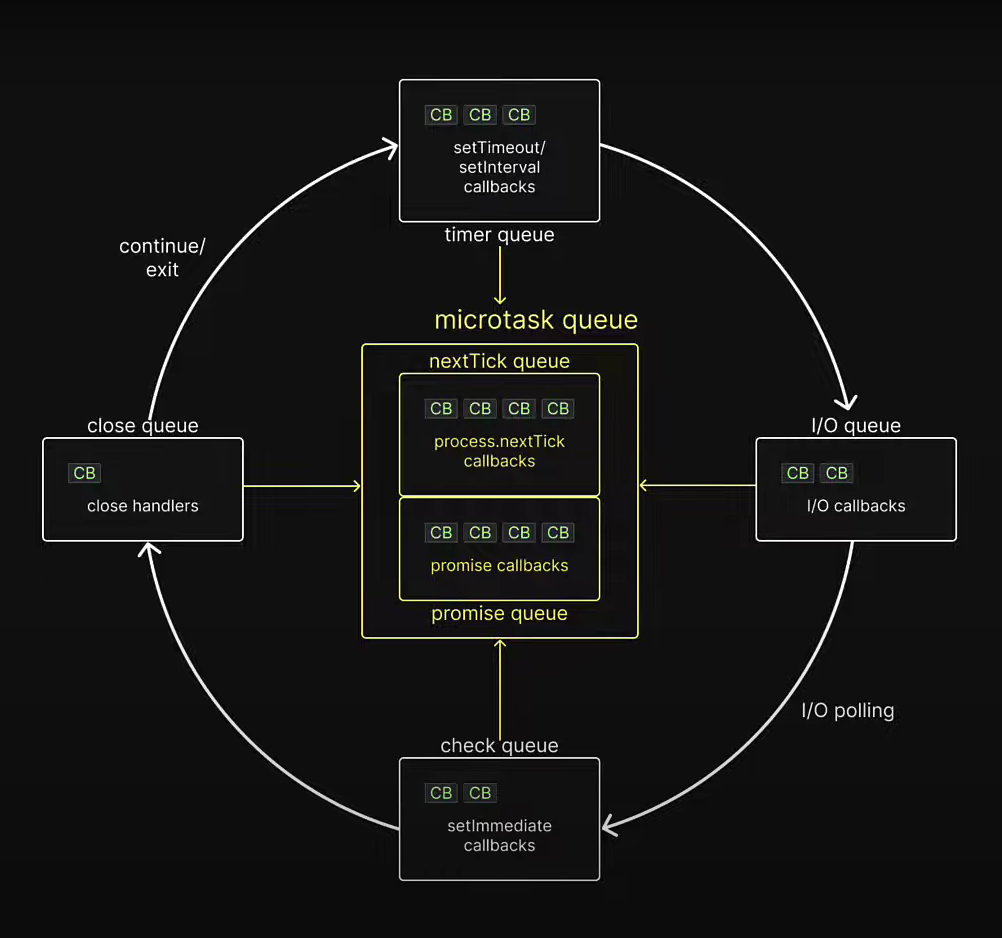 CB CB CB
setTimeout/
setInterval
callbacks
timer queue
continue/
exit
microtask queue
nextTick queue
CB CB CB CB
process.nextTick
callbacks
CB CB CB CB
promise callbacks
promise queue
close queue
CB
close handlers
I/O queue
CB CB
I/O callbacks
I/O polling
check queue
CB CB
setImmediate
callbacks